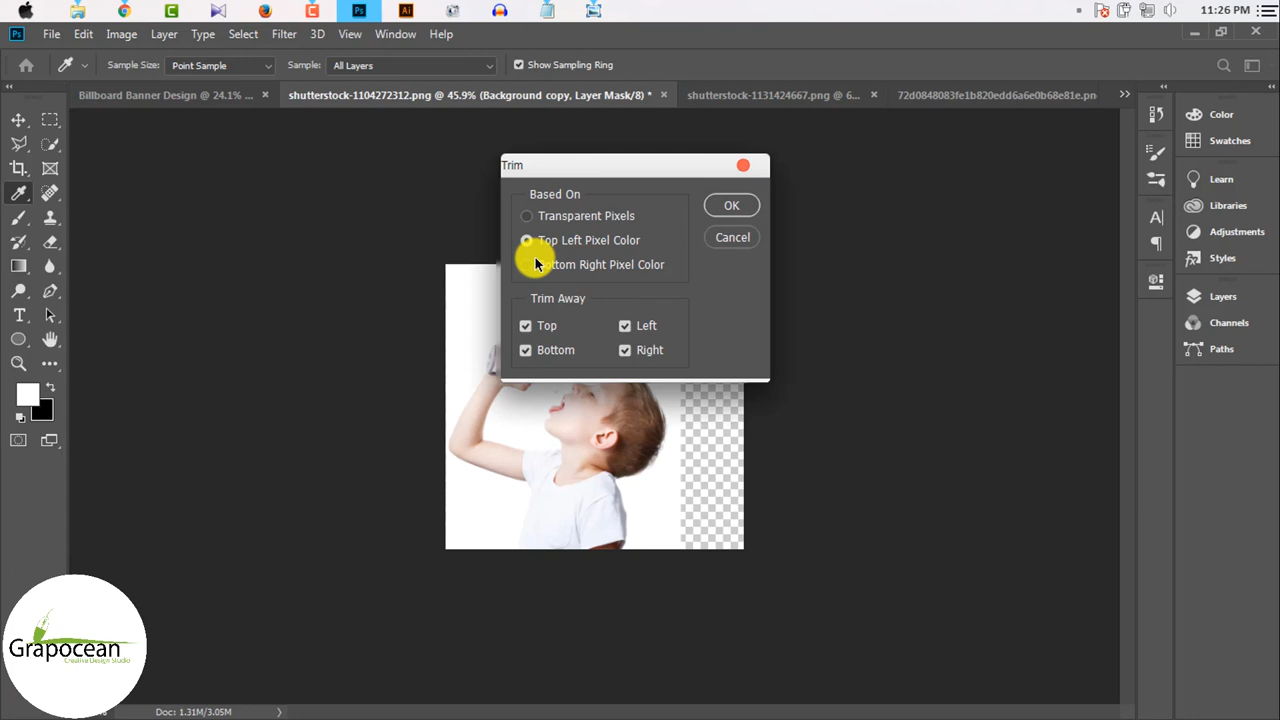 11:26 PM
Ps File Edit Image Layer Type Select Filter 3D View Window Help
Sample Size: Point Sample Sample: All Layers Show Sampling Ring
Billboard Banner Design @ 24.1% ... × shutterstock-1104272312.png @ 45.9% (Background copy, Layer Mask/8) * × shutterstock-1131424667.png @ 6... × 72d0848083fe1b820edd6a6e0b68e81e.png
Trim
Based On
Transparent Pixels
Top Left Pixel Color
Bottom Right Pixel Color
OK
Cancel
Trim Away
Top Left
Bottom Right
Color
Swatches
Learn
Libraries
Adjustments
Styles
Layers
Channels
Paths
Grapocean
Creative Design Studio
Doc: 1.31M/3.05M